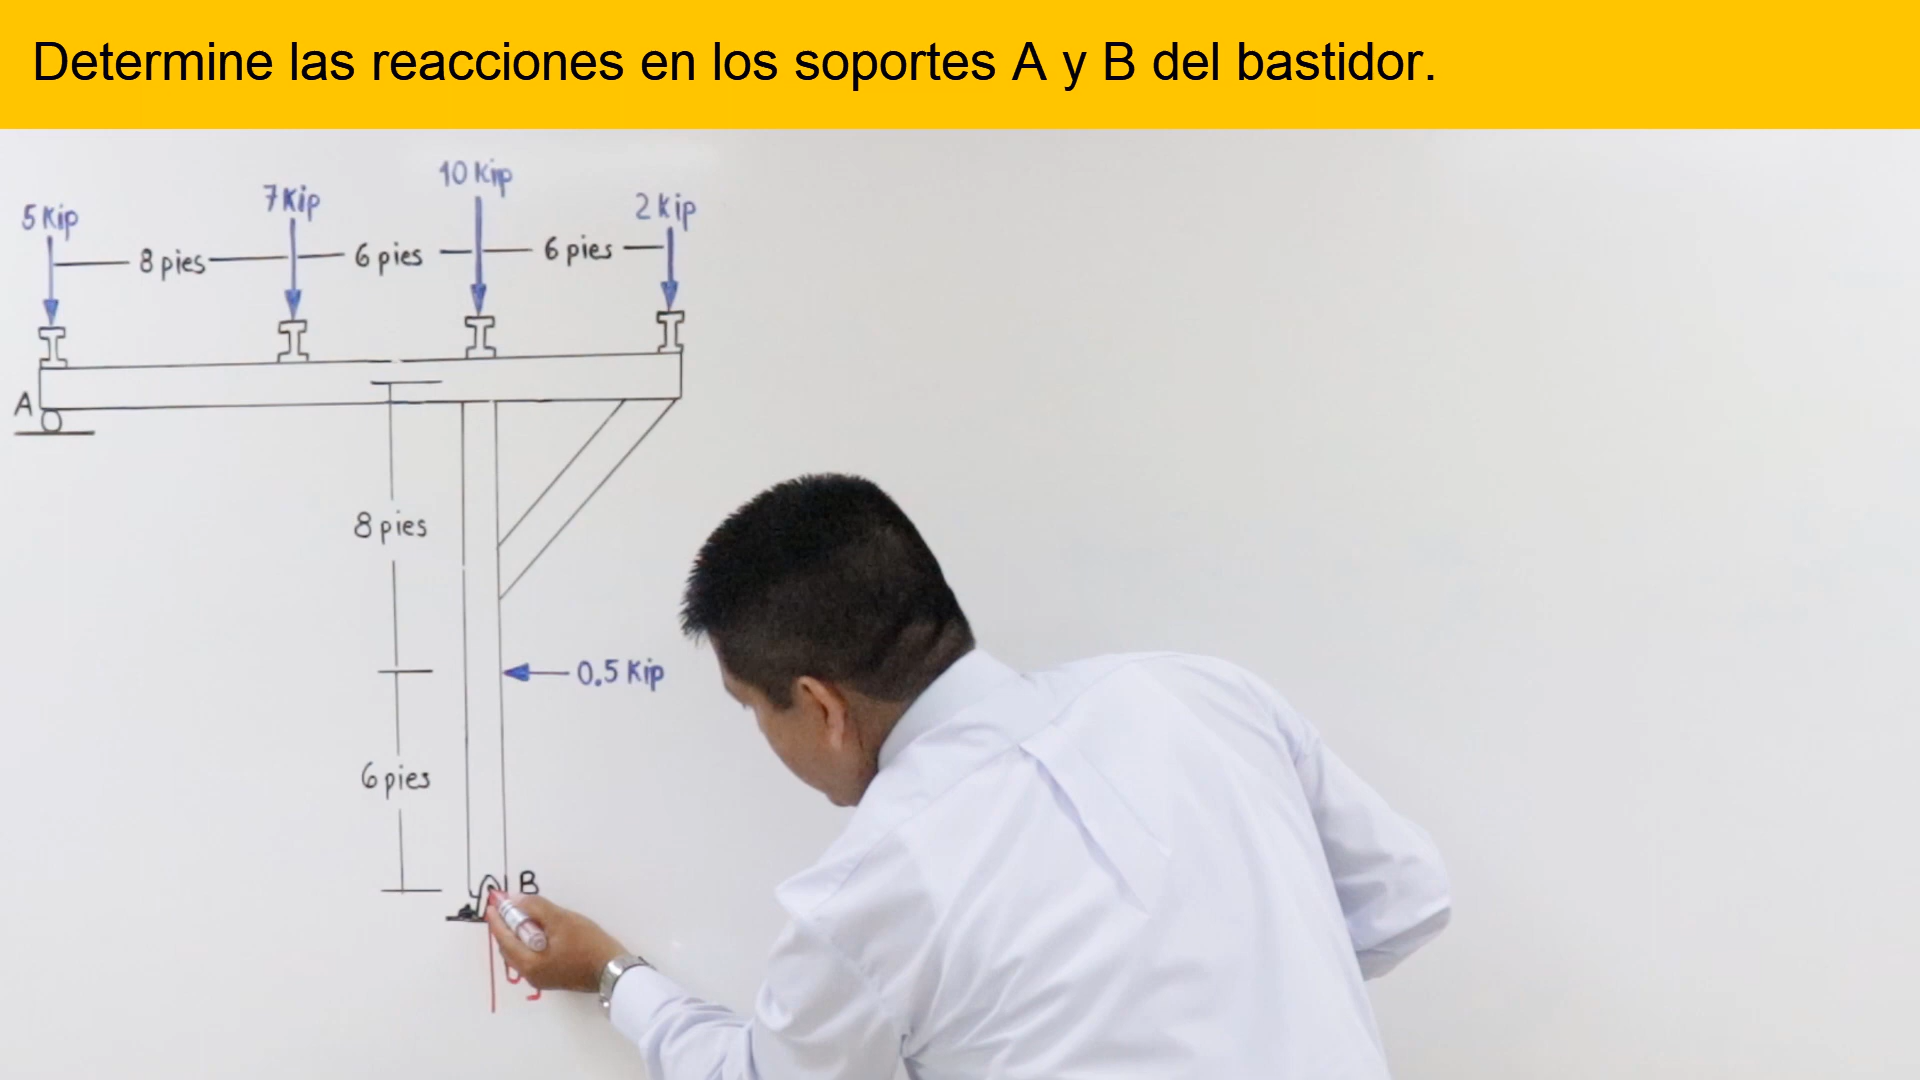 Determine las reacciones en los soportes A y B del bastidor.
10 Kip
7 Kip
5 Kip
2 Kip
8 pies
6 pies
6 pies
A
8 pies
0.5 Kip
6 pies
B